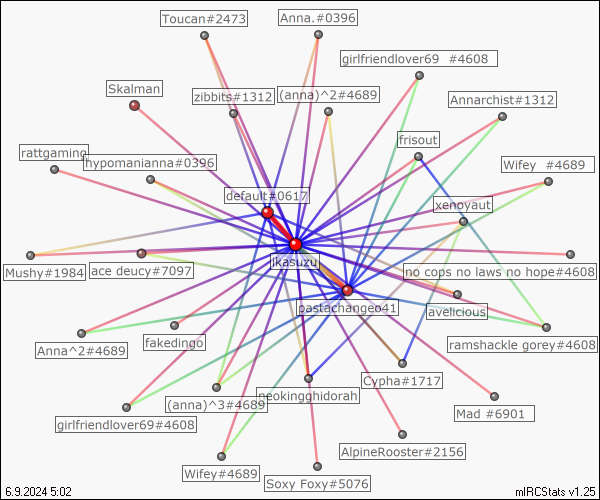 Toucan#2473
Anna.#0396
girlfriendlover69 #4608
Skalman
zibbits#1312
(anna)^2#4689
Annarchist#1312
frisout
rattgaming
hypomanianna#0396
Wifey #4689
default#0617
xenoyaut
jkasuzu
Mushy#1984
ace deucy#7097
no cops no laws no hope#4608
pastachangeo41
avelicious
Anna^2#4689
fakedingo
ramshackle gorey#4608
Cypha#1717
neokingghidorah
(anna)^3#4689
girlfriendlover69#4608
Mad #6901
AlpineRooster#2156
Wifey#4689
Soxy Foxy#5076
6.9.2024 5:02
mIRCStats v1.25